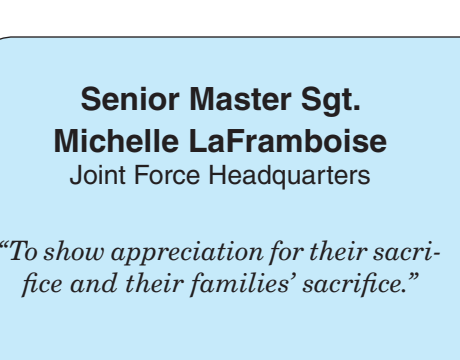 Senior Master Sgt.
Michelle LaFramboise
Joint Force Headquarters
“To show appreciation for their sacri-
fice and their families’ sacrifice.”